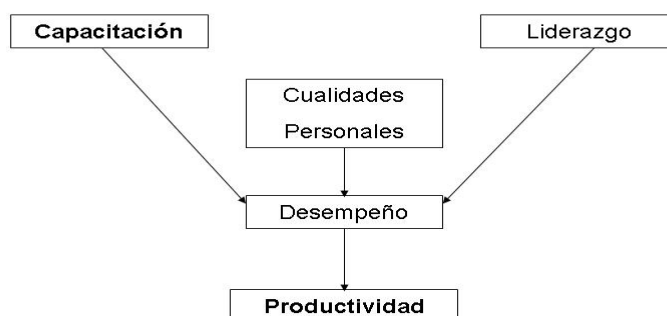 Capacitación
Liderazgo
Cualidades
Personales
Desempeño
Productividad